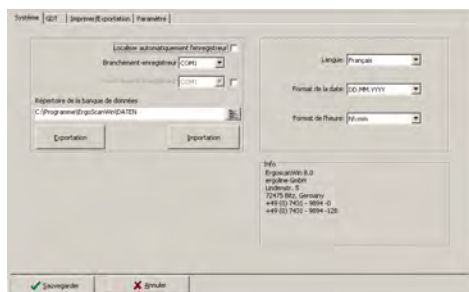 Système GDT Imprimer/Exportation Paramètre
Localise automatiquement l'enregistreur
Branchement-enregistreur COM1
COM1
Répertoire de la banque de données
C:\Programme\ErgoScanWin\DATEN
Exportation Importation
Langue: Français
Format de la date: DD.MM.YYYY
Format de l'heure: hh:mm
Info
ErgoscanWin 8.0
ergoline GmbH
Lindenstr. 5
72475 Bitz, Germany
+49 (0) 7431 - 9894 -0
+49 (0) 7431 - 9894 -128
Sauvegarder Annuler